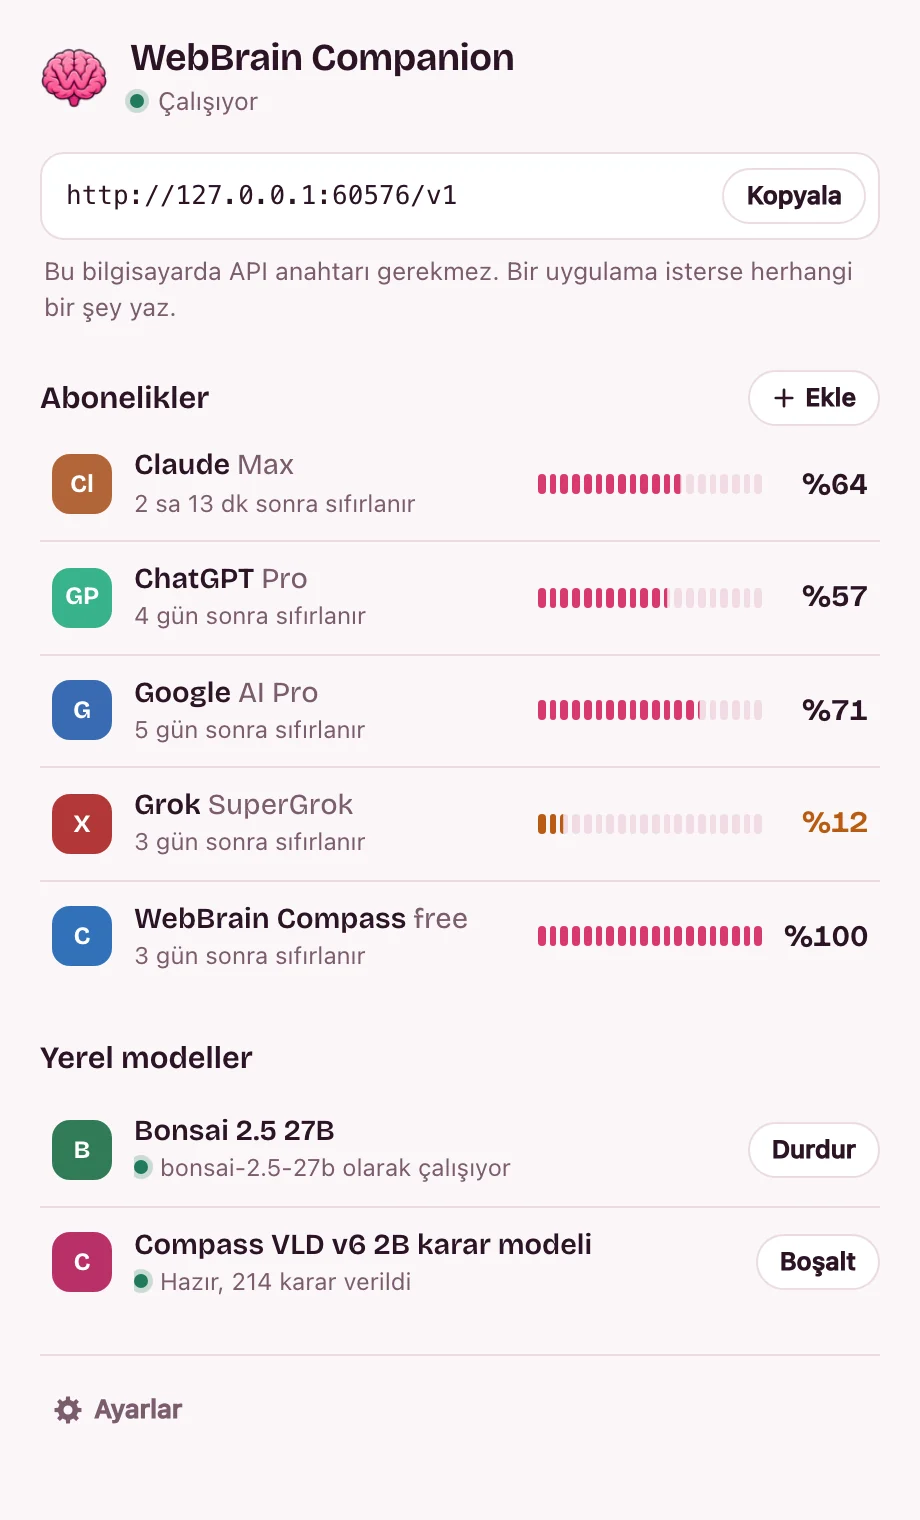 WebBrain Companion
Çalışıyor
http://127.0.0.1:60576/v1
Kopyala
Bu bilgisayarda API anahtarı gerekmez. Bir uygulama isterse herhangi
bir şey yaz.
Abonelikler
+ Ekle
Cl
Claude Max
2 sa 13 dk sonra sıfırlanır
%64
GP
ChatGPT Pro
4 gün sonra sıfırlanır
%57
G
Google AI Pro
5 gün sonra sıfırlanır
%71
X
Grok SuperGrok
3 gün sonra sıfırlanır
%12
C
WebBrain Compass free
3 gün sonra sıfırlanır
%100
Yerel modeller
B
Bonsai 2.5 27B
bonsai-2.5-27b olarak çalışıyor
Durdur
C
Compass VLD v6 2B karar modeli
Hazır, 214 karar verildi
Boşalt
Ayarlar